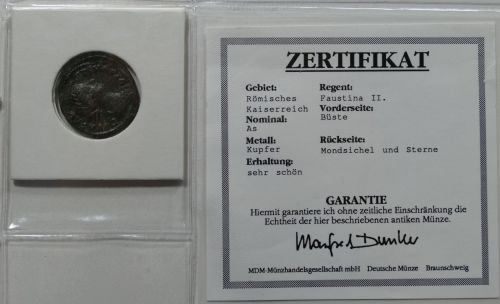 ZERTIFIKAT
Gebiet: Regent:
Römisches Faustina II.
Kaiserreich Vorderseite:
Nominal: Büste
As
Metall: Rückseite:
Kupfer Mondsichel und Sterne
Erhaltung:
sehr schön
GARANTIE
Hiermit garantiere ich ohne zeitliche Einschränkung die
Echtheit der hier beschriebenen antiken Münze.
Manfred Dunker
MDM-Münzhandelsgesellschaft mbH Deutsche Münze Braunschweig